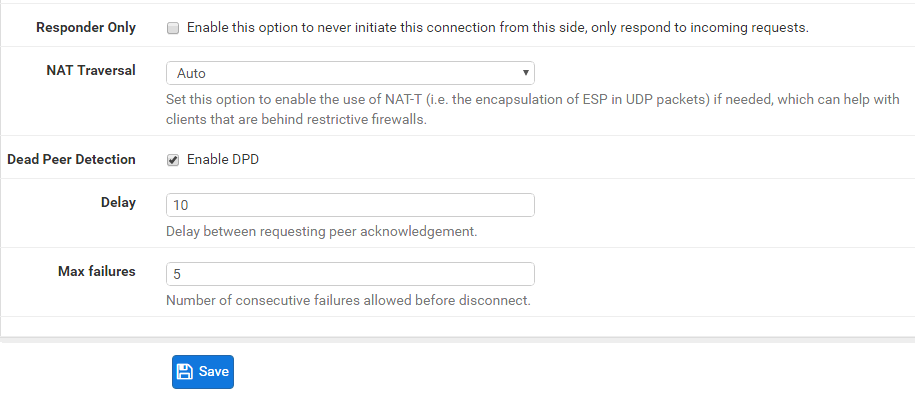 Responder Only Enable this option to never initiate this connection from this side, only respond to incoming requests.
NAT Traversal Auto
Set this option to enable the use of NAT-T (i.e. the encapsulation of ESP in UDP packets) if needed, which can help with
clients that are behind restrictive firewalls.
Dead Peer Detection Enable DPD
Delay 10
Delay between requesting peer acknowledgement.
Max failures 5
Number of consecutive failures allowed before disconnect.
Save